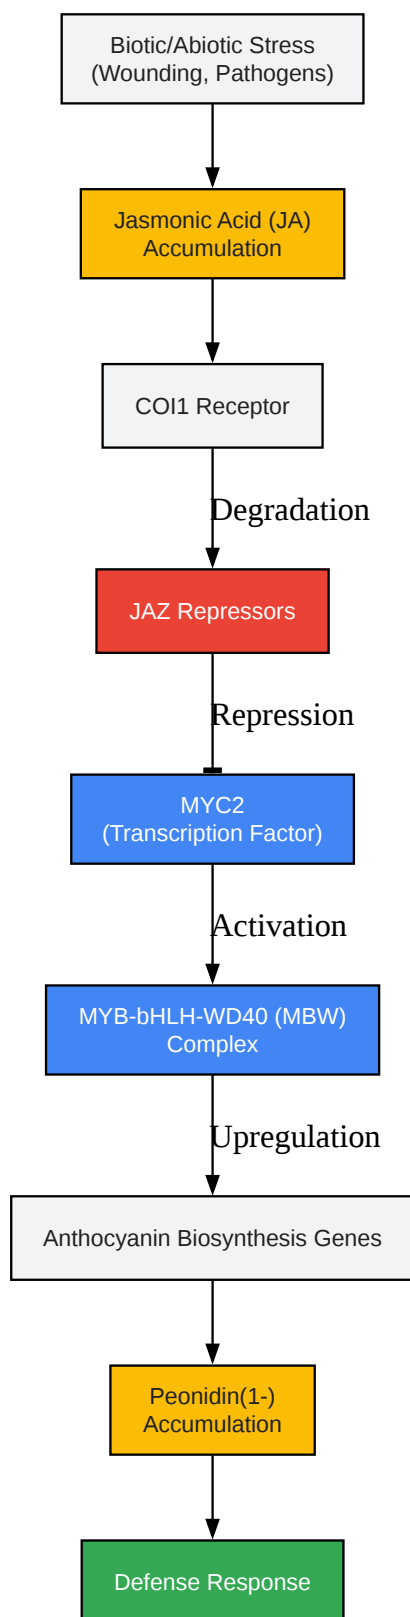 Biotic/Abiotic Stress
(Wounding, Pathogens)
Jasmonic Acid (JA)
Accumulation
COI1 Receptor
Degradation
JAZ Repressors
Repression
MYC2
(Transcription Factor)
Activation
MYB-bHLH-WD40 (MBW)
Complex
Upregulation
Anthocyanin Biosynthesis Genes
Peonidin(1-)
Accumulation
Defense Response